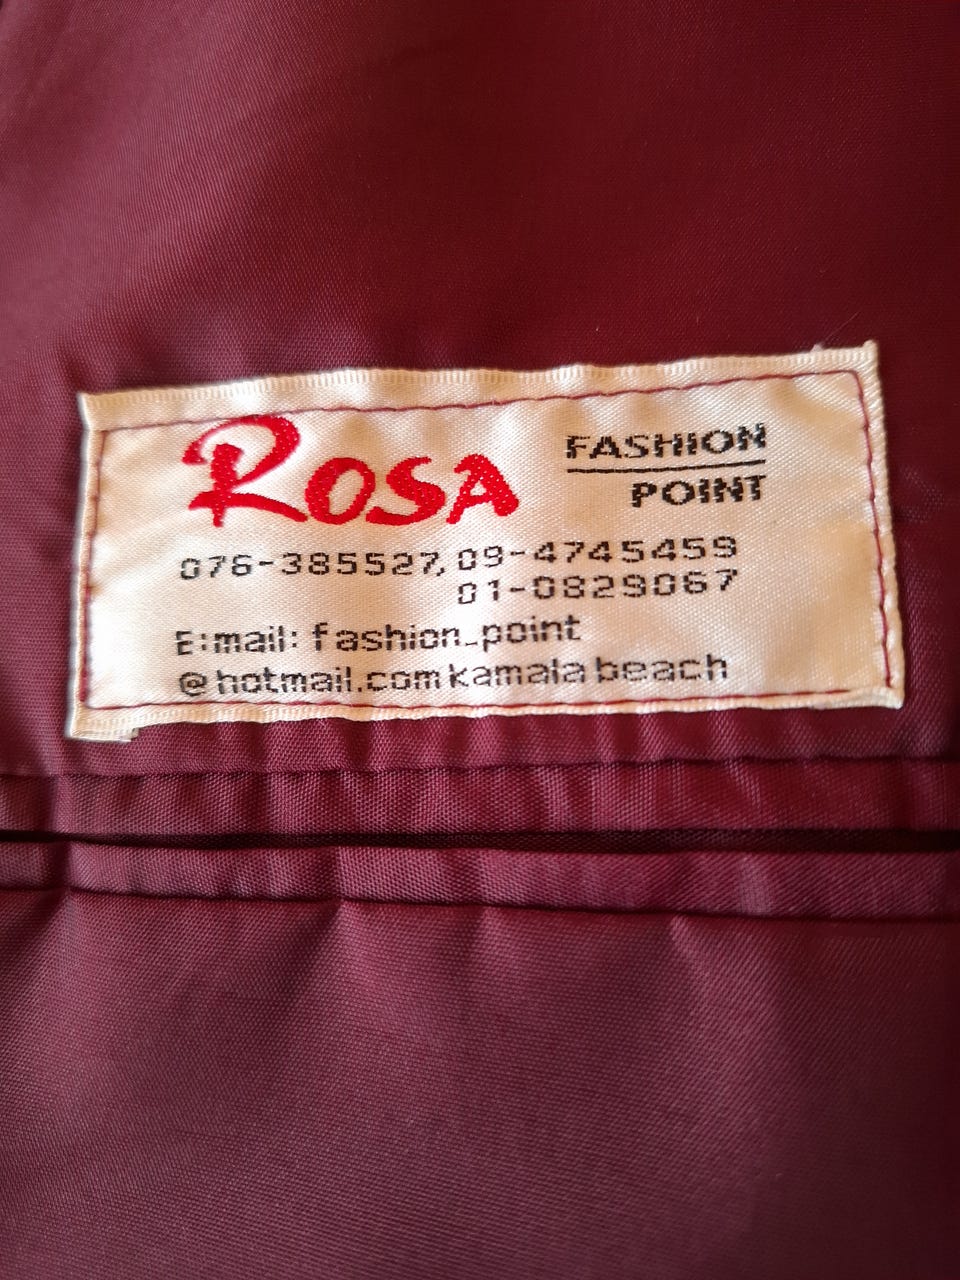 ROSA FASHION POINT
076-385527, 09-4745459
01-0829067
E:mail: fashion_point
@hotmail.com kamala beach